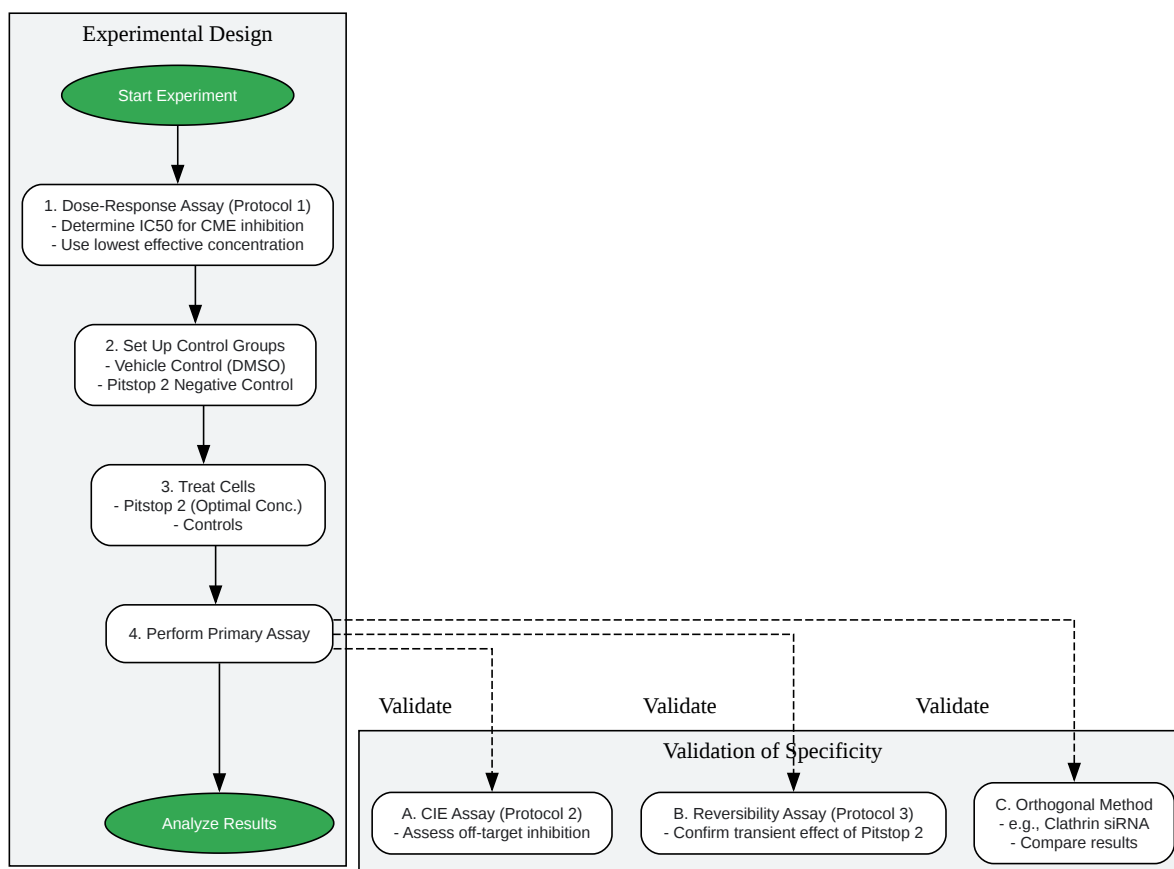 Experimental Design
Start Experiment
1. Dose-Response Assay (Protocol 1)
- Determine IC50 for CME inhibition
- Use lowest effective concentration
2. Set Up Control Groups
- Vehicle Control (DMSO)
- Pitstop 2 Negative Control
3. Treat Cells
- Pitstop 2 (Optimal Conc.)
- Controls
4. Perform Primary Assay
Analyze Results
Validate
Validate
Validate
Validation of Specificity
A. CIE Assay (Protocol 2)
- Assess off-target inhibition
B. Reversibility Assay (Protocol 3)
- Confirm transient effect of Pitstop 2
C. Orthogonal Method
- e.g., Clathrin siRNA
- Compare results